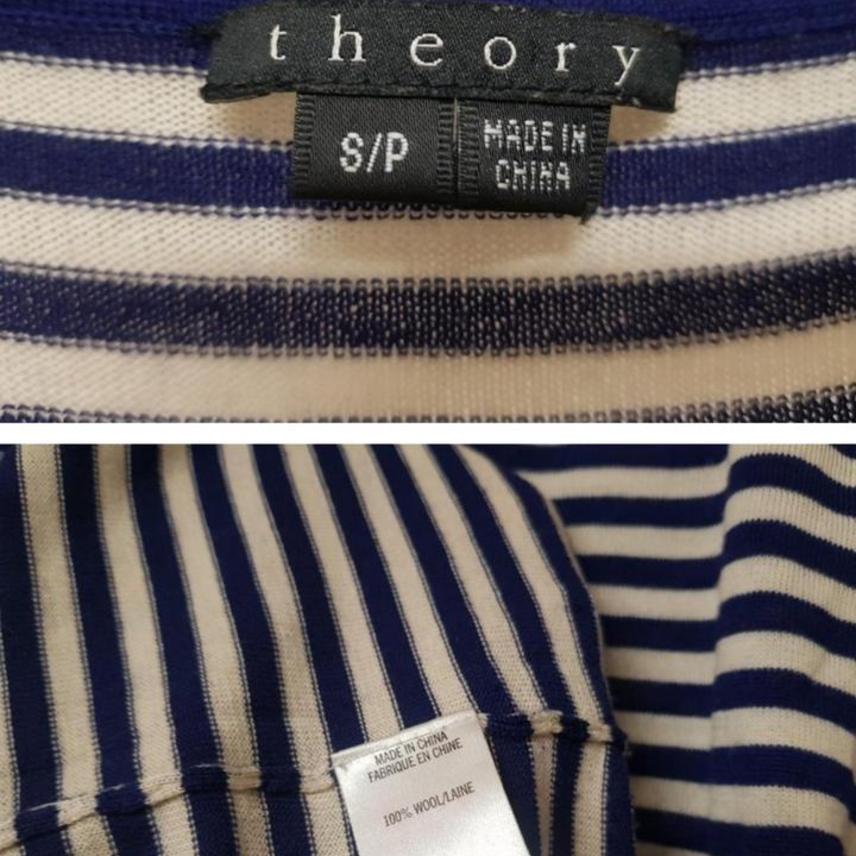 theory
S/P
MADE IN
CHINA
MADE IN CHINA
FABRIQUE EN CHINE
100% WOOL/LAINE